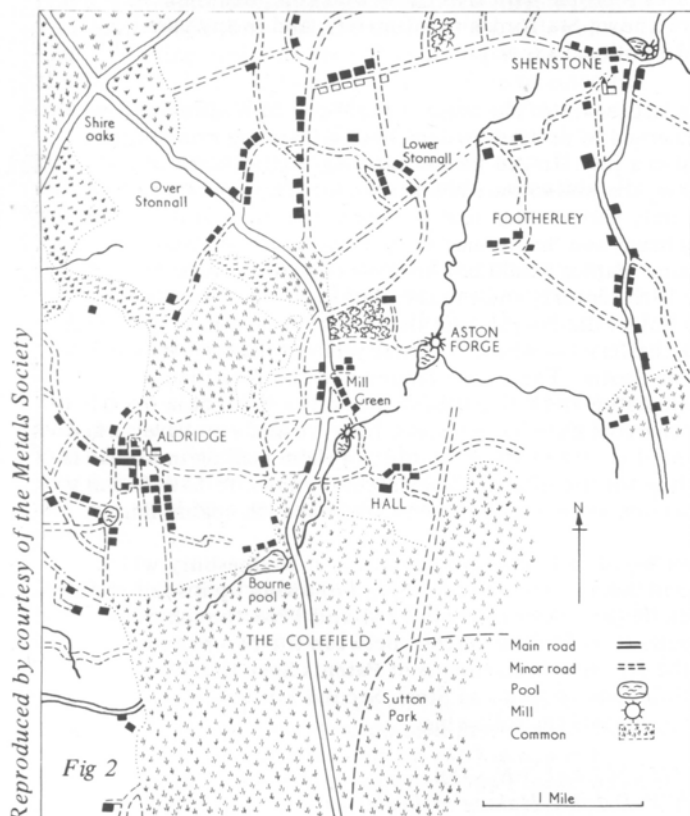 SHENSTONE
Shire
oaks
Lower
Stonnall
Over
Stonnall
FOOTHERLEY
ASTON
FORGE
Mill
Green
ALDRIDGE
HALL
N
Bourne
pool
THE COLEFIELD
Sutton
Park
Main road
Minor road
Pool
Mill
Common
Fig 2
1 Mile
Reproduced by courtesy of the Metals Society